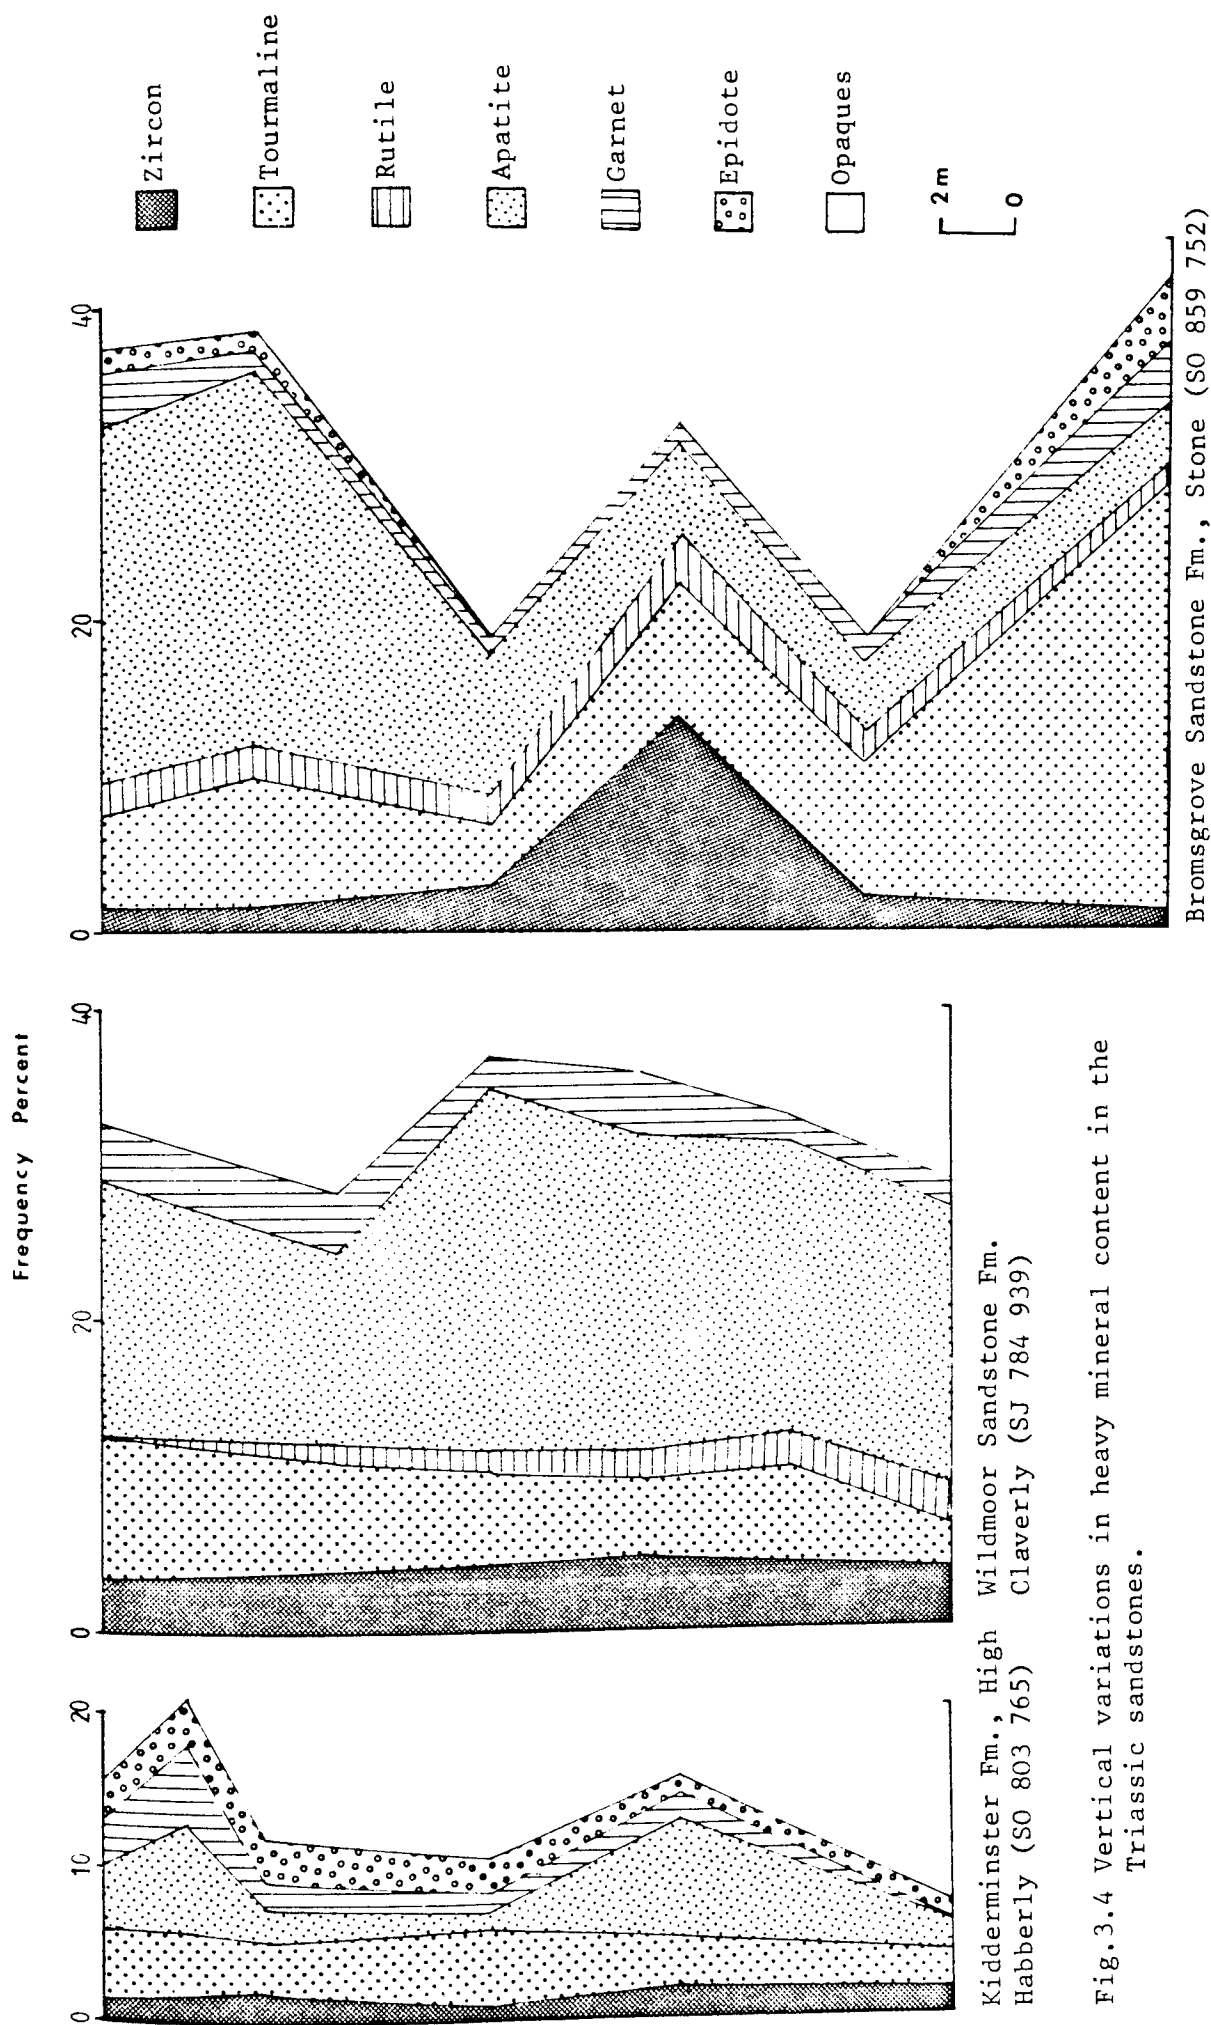 Frequency Percent
0
10
20
0
20
40
0
20
40
Zircon
Tourmaline
Rutile
Apatite
Garnet
Epidote
Opaques
2m
0
Kidderminster Fm., High
Habberly (SO 803 765)
Wildmoor Sandstone Fm.
Claverly (SJ 784 939)
Bromsgrove Sandstone Fm., Stone (SO 859 752)
Fig.3.4 Vertical variations in heavy mineral content in the
Triassic sandstones.